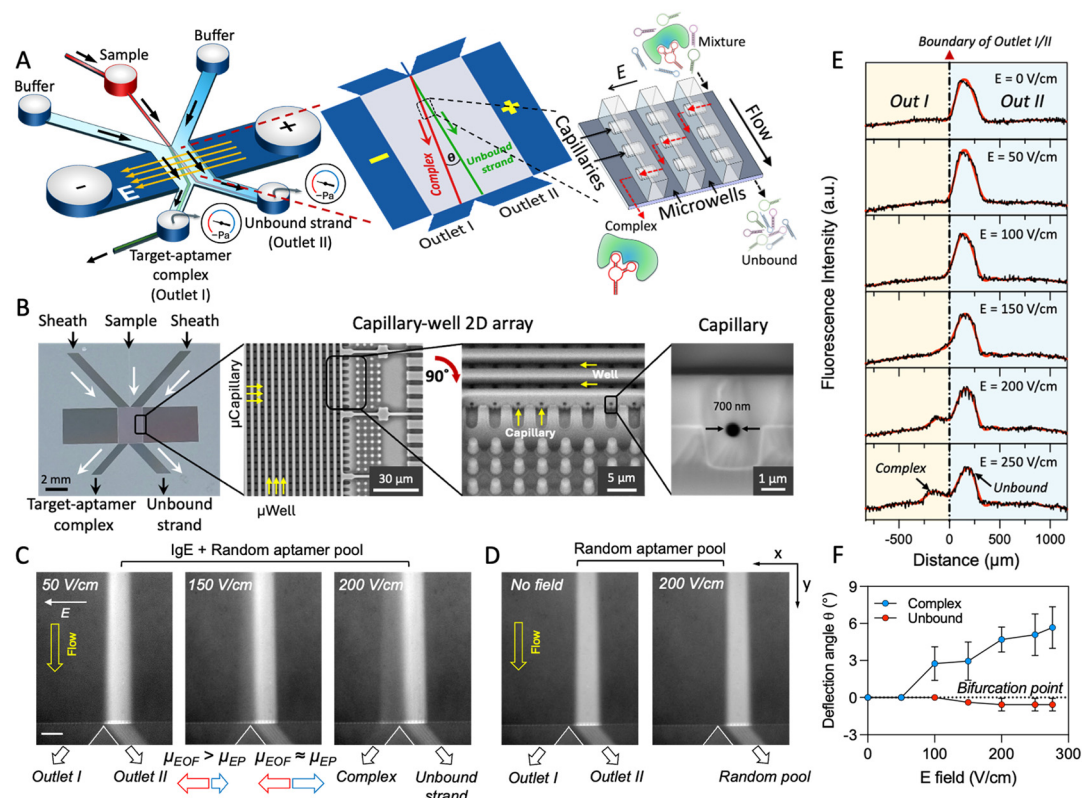 A
Buffer
Sample
Buffer
+
-
E
–Pa
–Pa
Unbound strand
(Outlet II)
Target-aptamer
complex
(Outlet I)
–
+
Complex
θ
Unbound
strand
Outlet I
Outlet II
Mixture
E
Capillaries
Flow
Microwells
Complex
Unbound
B
Sheath
Sample
Sheath
2 mm
Target-aptamer
complex
Unbound
strand
Capillary-well 2D array
µCapillary
µWell
30 µm
90°
Well
Capillary
5 µm
Capillary
700 nm
1 µm
C
IgE + Random aptamer pool
50 V/cm
E
Flow
150 V/cm
200 V/cm
Outlet I
Outlet II
µEOF > µEP
µEOF ≈ µEP
Complex
Unbound
strand
D
Random aptamer pool
x
y
No field
Flow
200 V/cm
Outlet I
Outlet II
Random pool
E
Boundary of Outlet I/II
Fluorescence Intensity (a.u.)
Out I
Out II
E = 0 V/cm
E = 50 V/cm
E = 100 V/cm
E = 150 V/cm
E = 200 V/cm
E = 250 V/cm
Complex
Unbound
-500
0
500
1000
Distance (µm)
F
Deflection angle θ (°)
9
6
3
0
-3
Complex
Unbound
Bifurcation point
0
100
200
300
E field (V/cm)